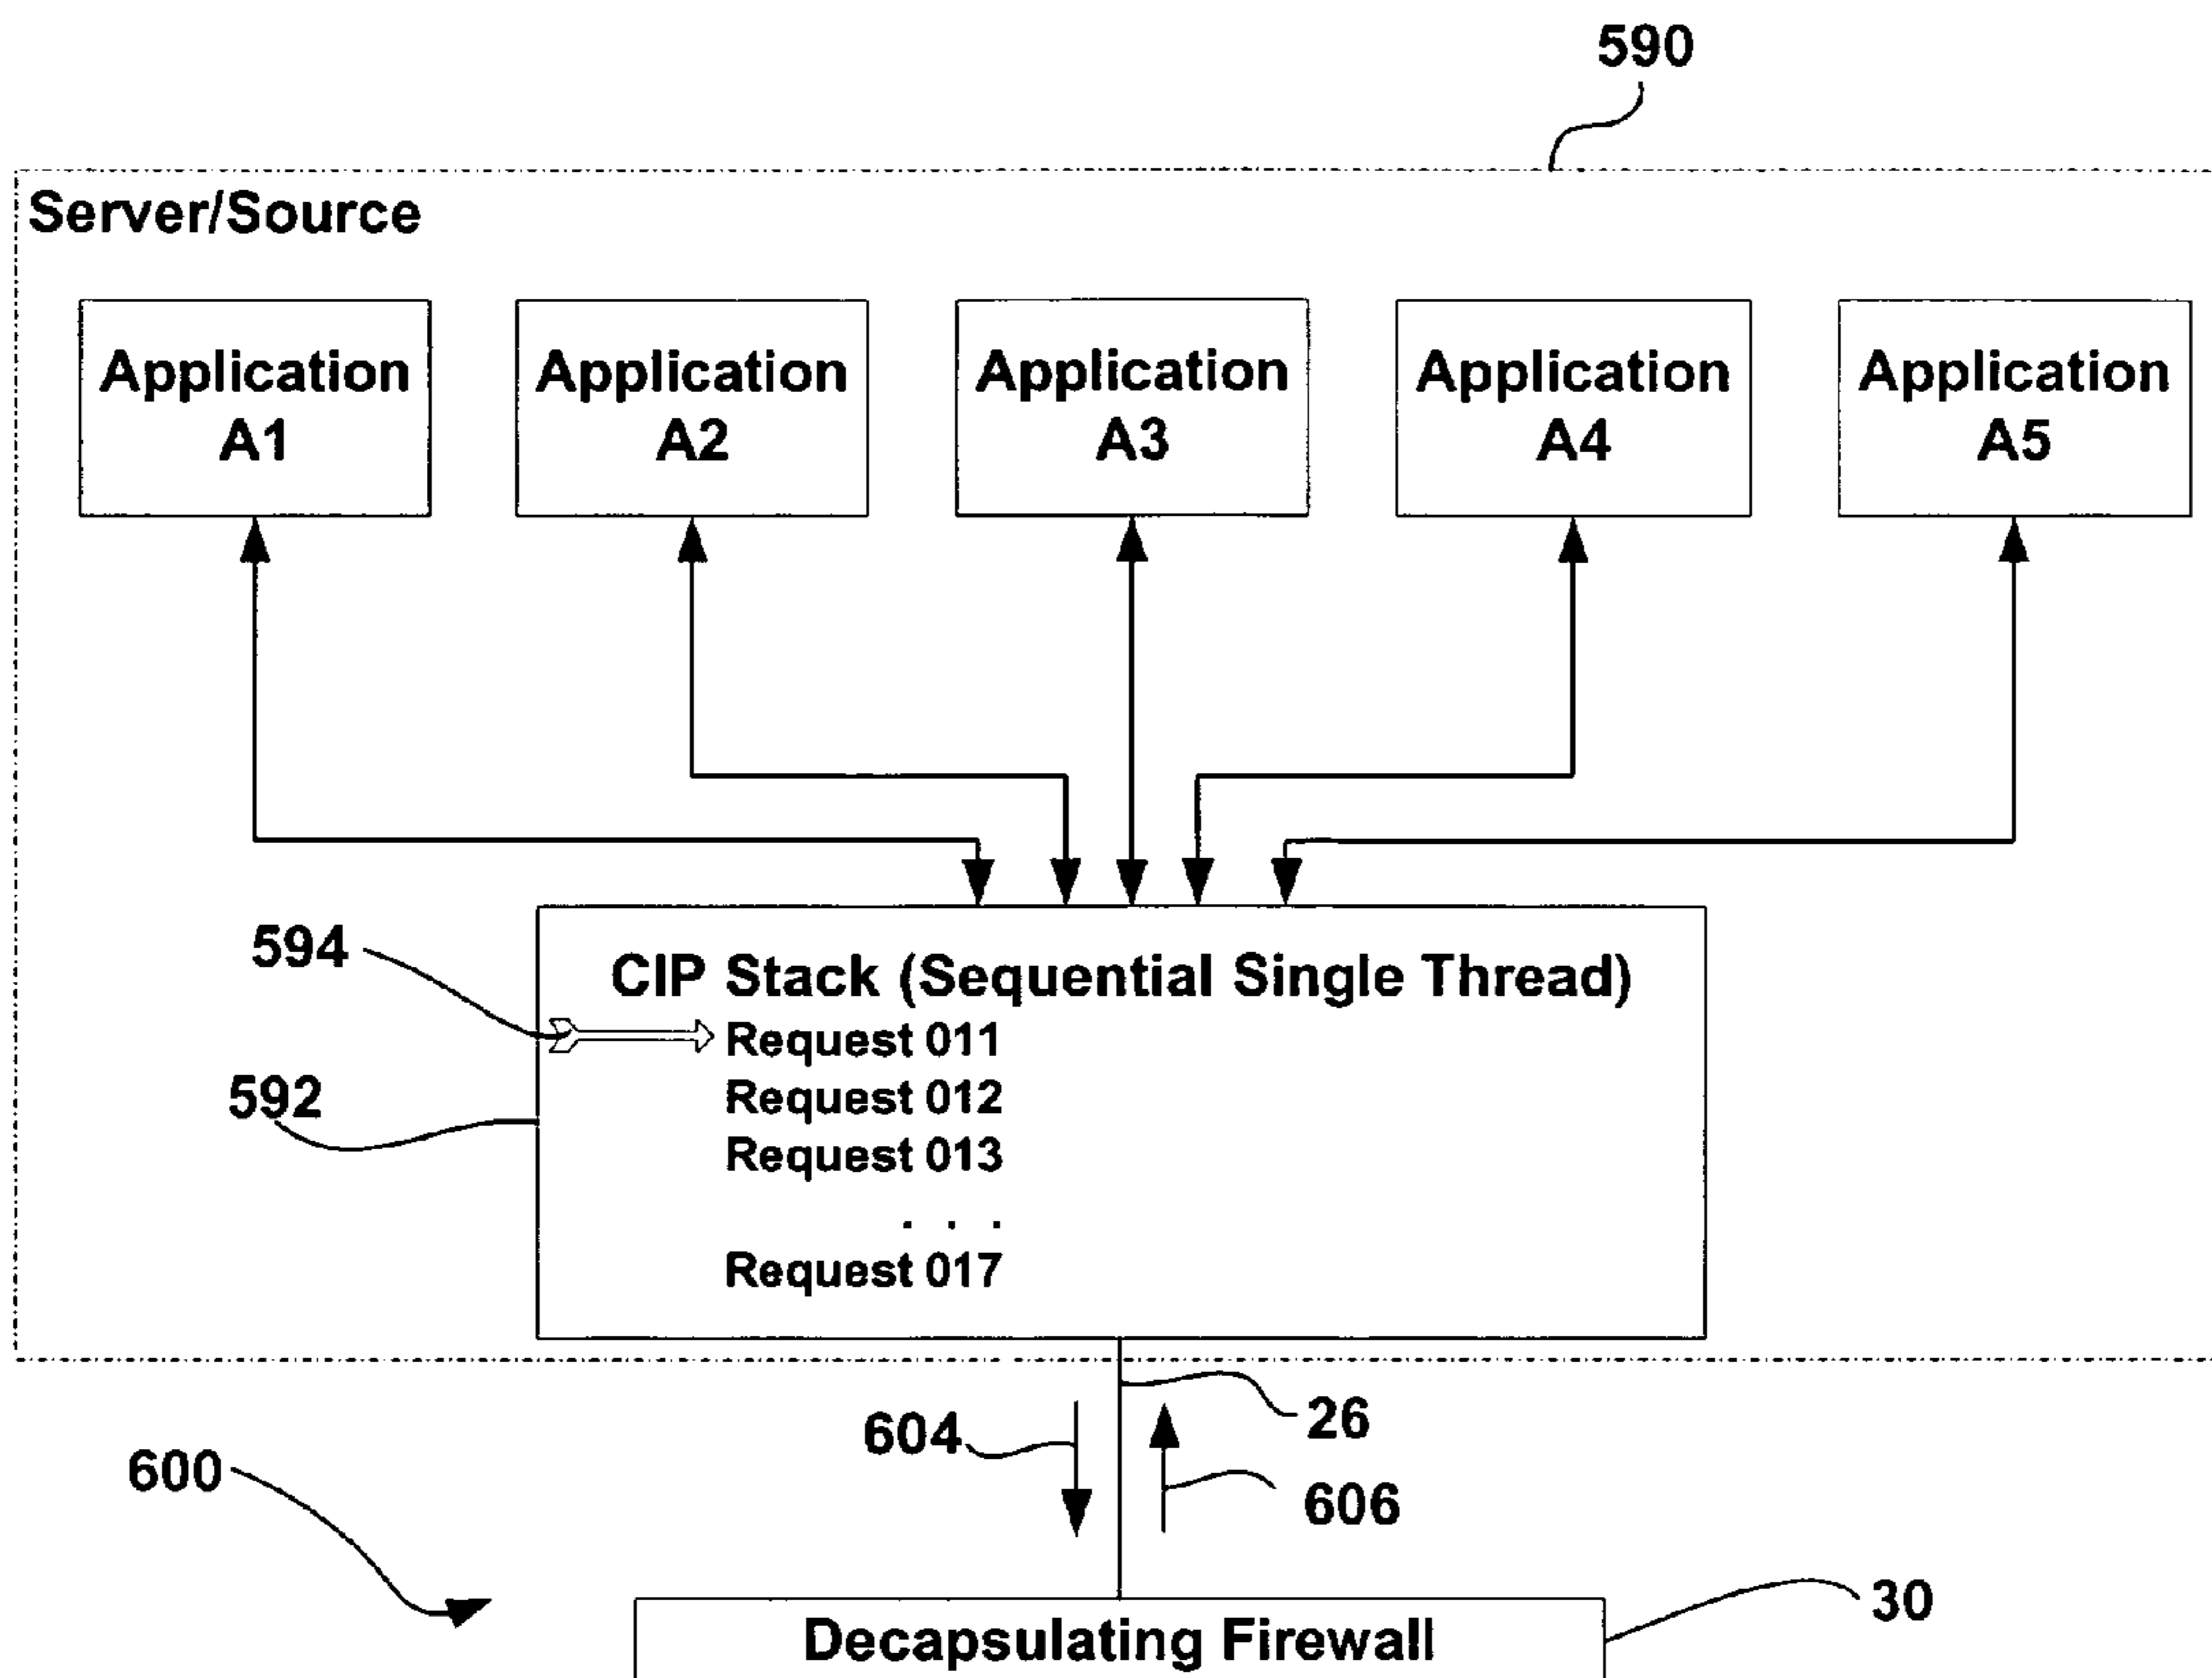 590
Server/Source
Application
A1
Application
A2
Application
A3
Application
A4
Application
A5
594
CIP Stack (Sequential Single Thread)
Request 011
592
Request 012
Request 013
. . .
Request 017
26
604
600
606
30
Decapsulating Firewall